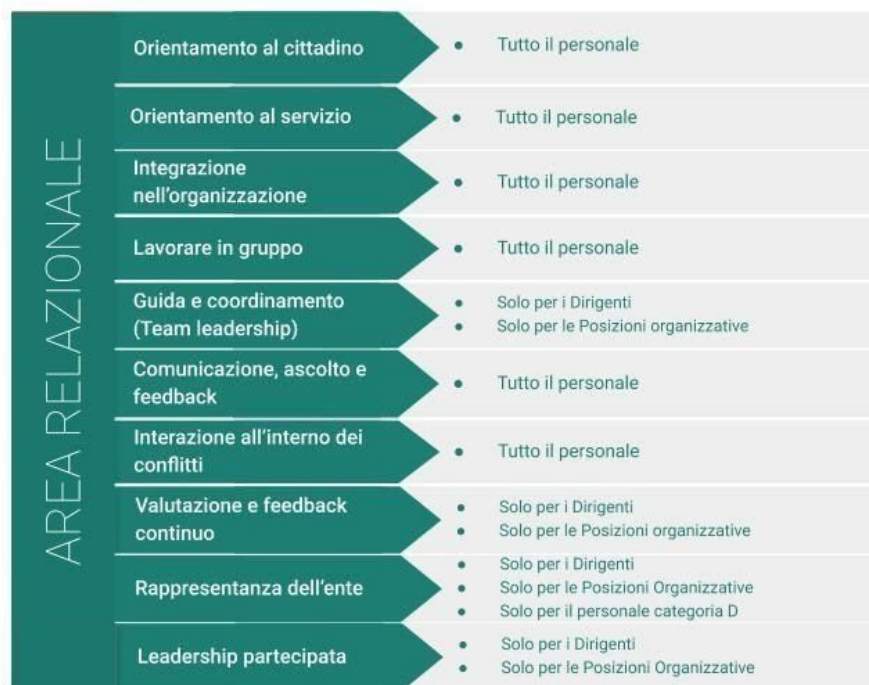 AREA RELAZIONALE
Orientamento al cittadino
• Tutto il personale
Orientamento al servizio
• Tutto il personale
Integrazione
nell'organizzazione
• Tutto il personale
Lavorare in gruppo
• Tutto il personale
Guida e coordinamento
(Team leadership)
• Solo per i Dirigenti
• Solo per le Posizioni organizzative
Comunicazione, ascolto e
feedback
• Tutto il personale
Interazione all'interno dei
conflitti
• Tutto il personale
Valutazione e feedback
continuo
• Solo per i Dirigenti
• Solo per le Posizioni organizzative
Rappresentanza dell'ente
• Solo per i Dirigenti
• Solo per le Posizioni Organizzative
• Solo per il personale categoria D
Leadership partecipata
• Solo per i Dirigenti
• Solo per le Posizioni Organizzative